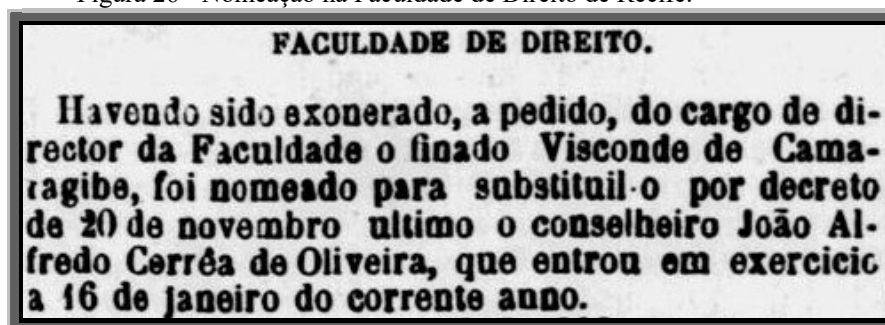 Figura 26 - Nomeação na Faculdade de Direito de Recife.
FACULDADE DE DIREITO.
Havendo sido exonerado, a pedido, do cargo de di-
rector da Faculdade o finado Visconde de Cama-
ragibe, foi nomeado para substituil-o por decreto
de 20 de novembro ultimo o conselheiro João Al-
fredo Corrêa de Oliveira, que entrou em exercicio
a 16 de janeiro do corrente anno.